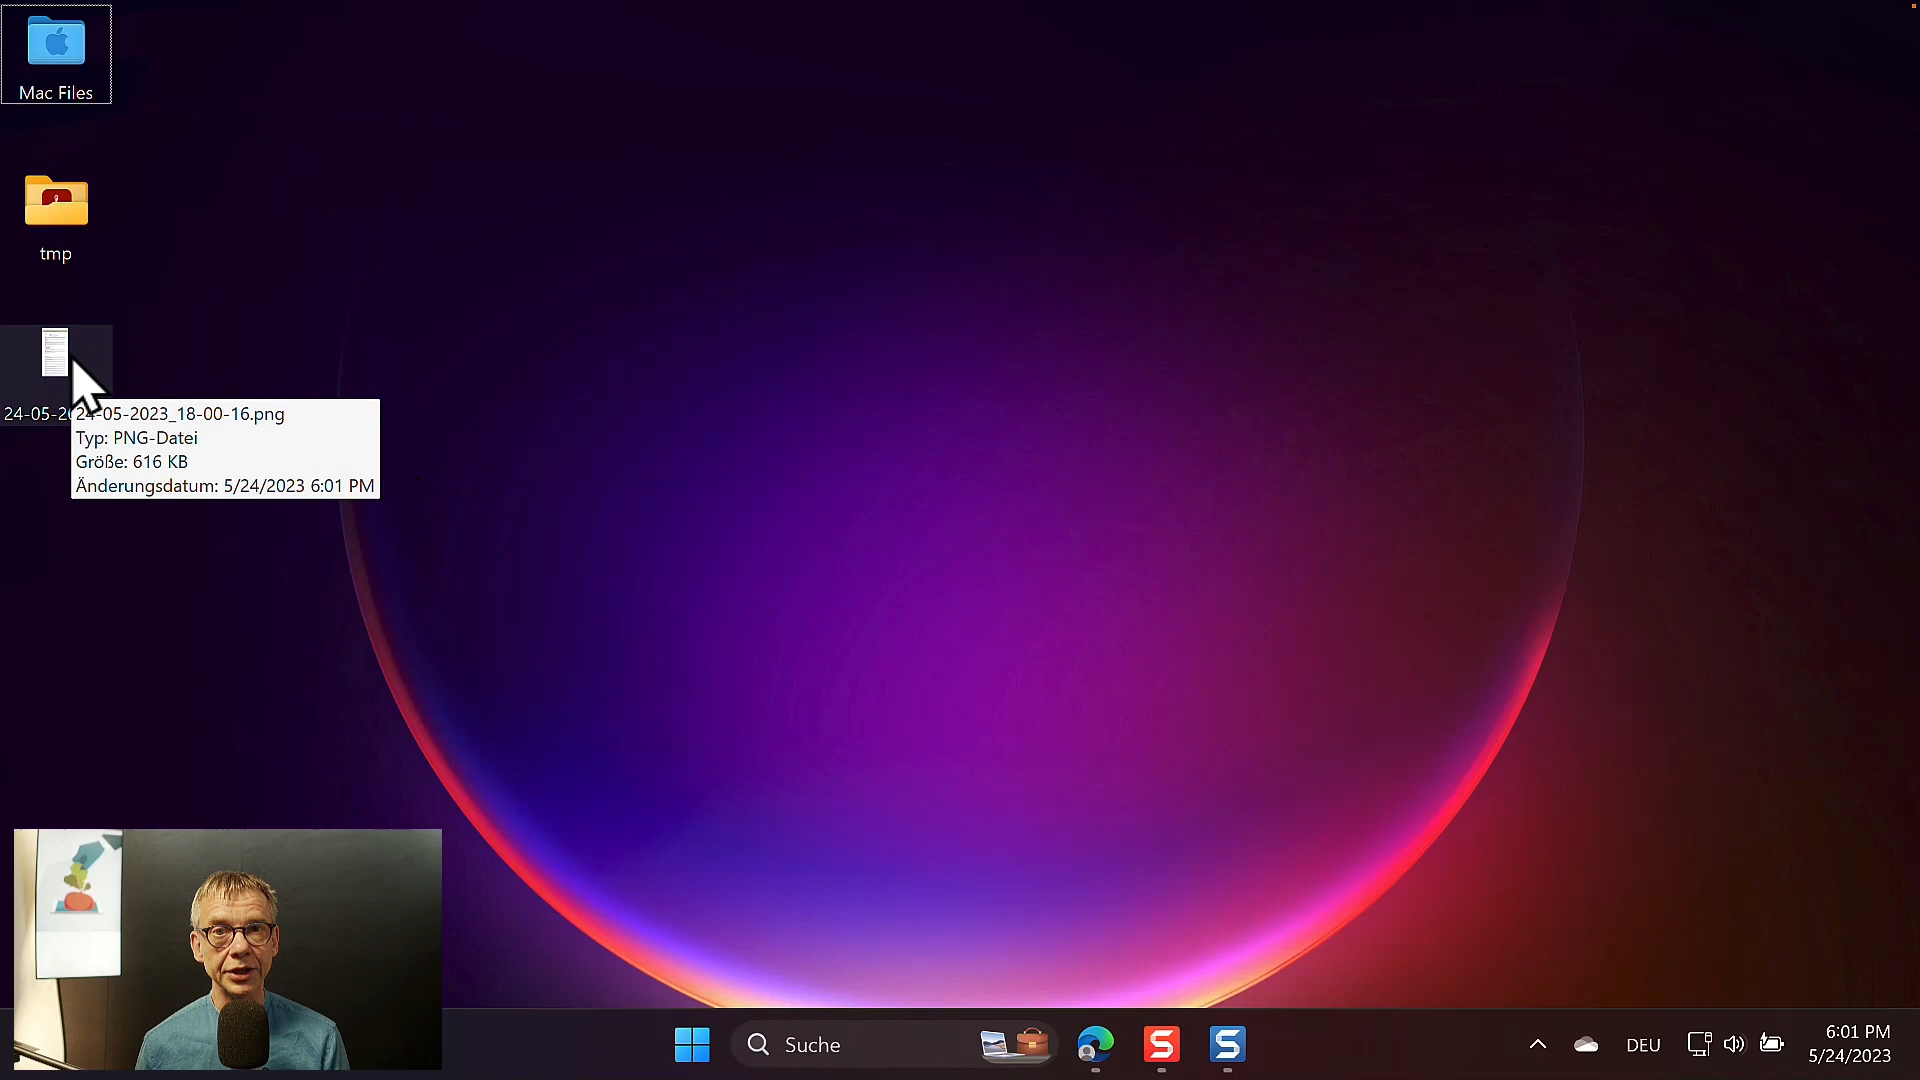 Mac Files
tmp
24-05-2
24-05-2023_18-00-16.png
Typ: PNG-Datei
Größe: 616 KB
Änderungsdatum: 5/24/2023 6:01 PM
Suche
DEU
6:01 PM
5/24/2023